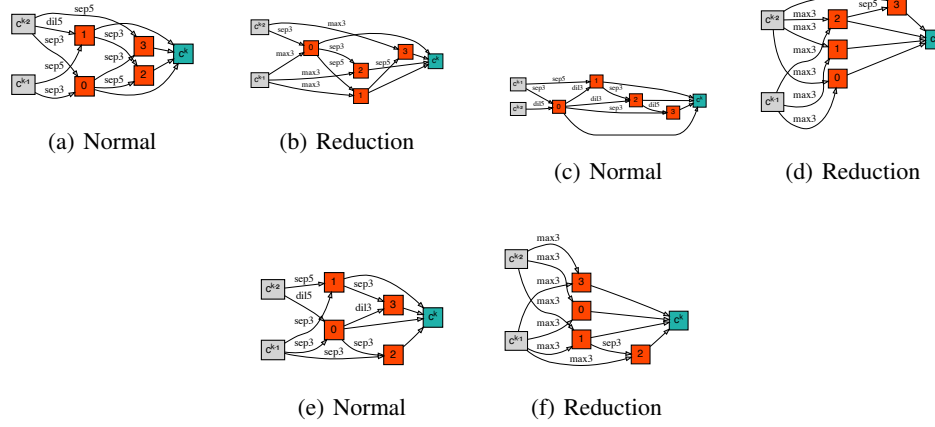 c^k-2
sep5
dil5
sep3
sep5
c^k-1
sep3
sep3
sep3
sep3
sep5
1
0
3
2
c^k
(a) Normal
c^k-2
max3
sep3
max3
c^k-1
max3
max3
sep3
sep5
sep5
max3
0
2
1
3
c^k
(b) Reduction
c^k-1
sep5
sep3
c^k-2
dil5
dil3
dil3
sep3
sep3
dil5
0
1
2
3
c^k
(c) Normal
c^k-2
max3
max3
max3
c^k-1
max3
max3
max3
sep5
3
2
1
0
(d) Reduction
c^k-2
sep5
dil5
sep3
c^k-1
sep3
sep3
sep3
dil3
sep3
1
0
3
2
c^k
(e) Normal
c^k-2
max3
max3
max3
max3
c^k-1
max3
max3
max3
sep3
3
0
1
2
c^k
(f) Reduction